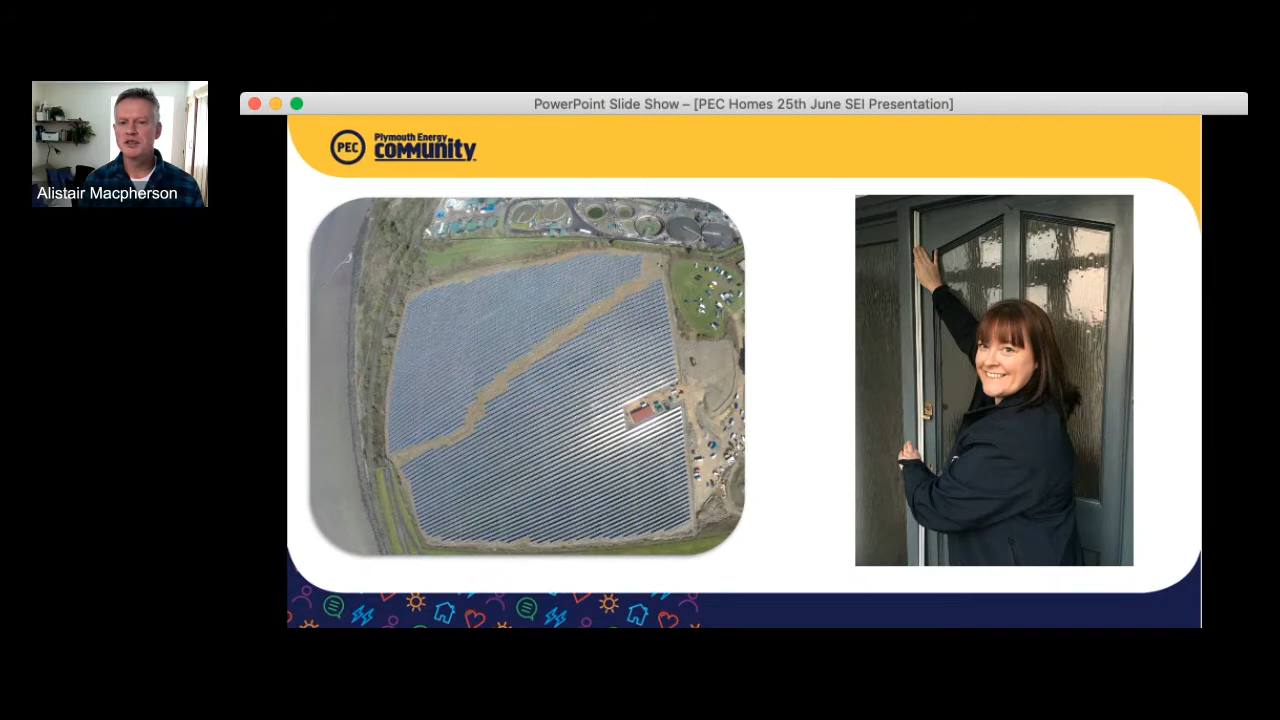 PowerPoint Slide Show – [PEC Homes 25th June SEI Presentation]
PEC
Plymouth Energy
community
Alistair Macpherson